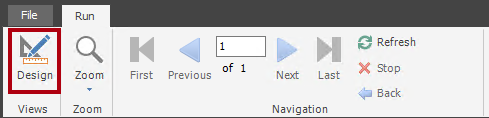 File Run
1
Refresh
of 1
Stop
Design Zoom First Previous Next Last
Back
Views Zoom Navigation